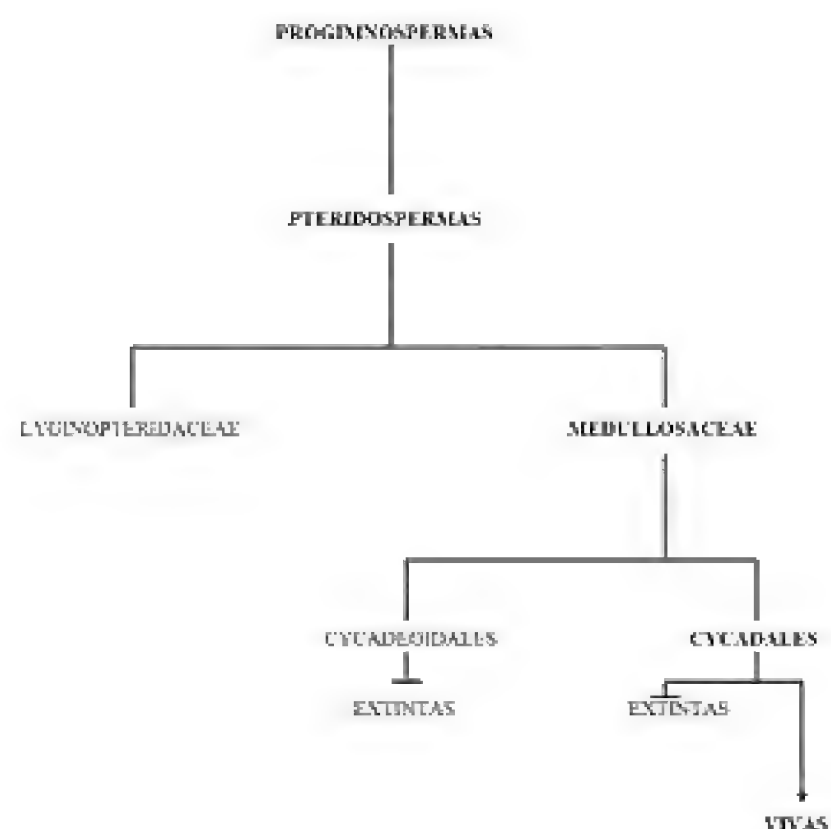 PROGIMNOSPERMAS
PTERIDOSPERMAS
LYGINOPTERIDACEAE
MEDULLOSACEAE
CYCADEOIDALES
CYCADALES
EXTINTAS
EXTINTAS
VIVAS